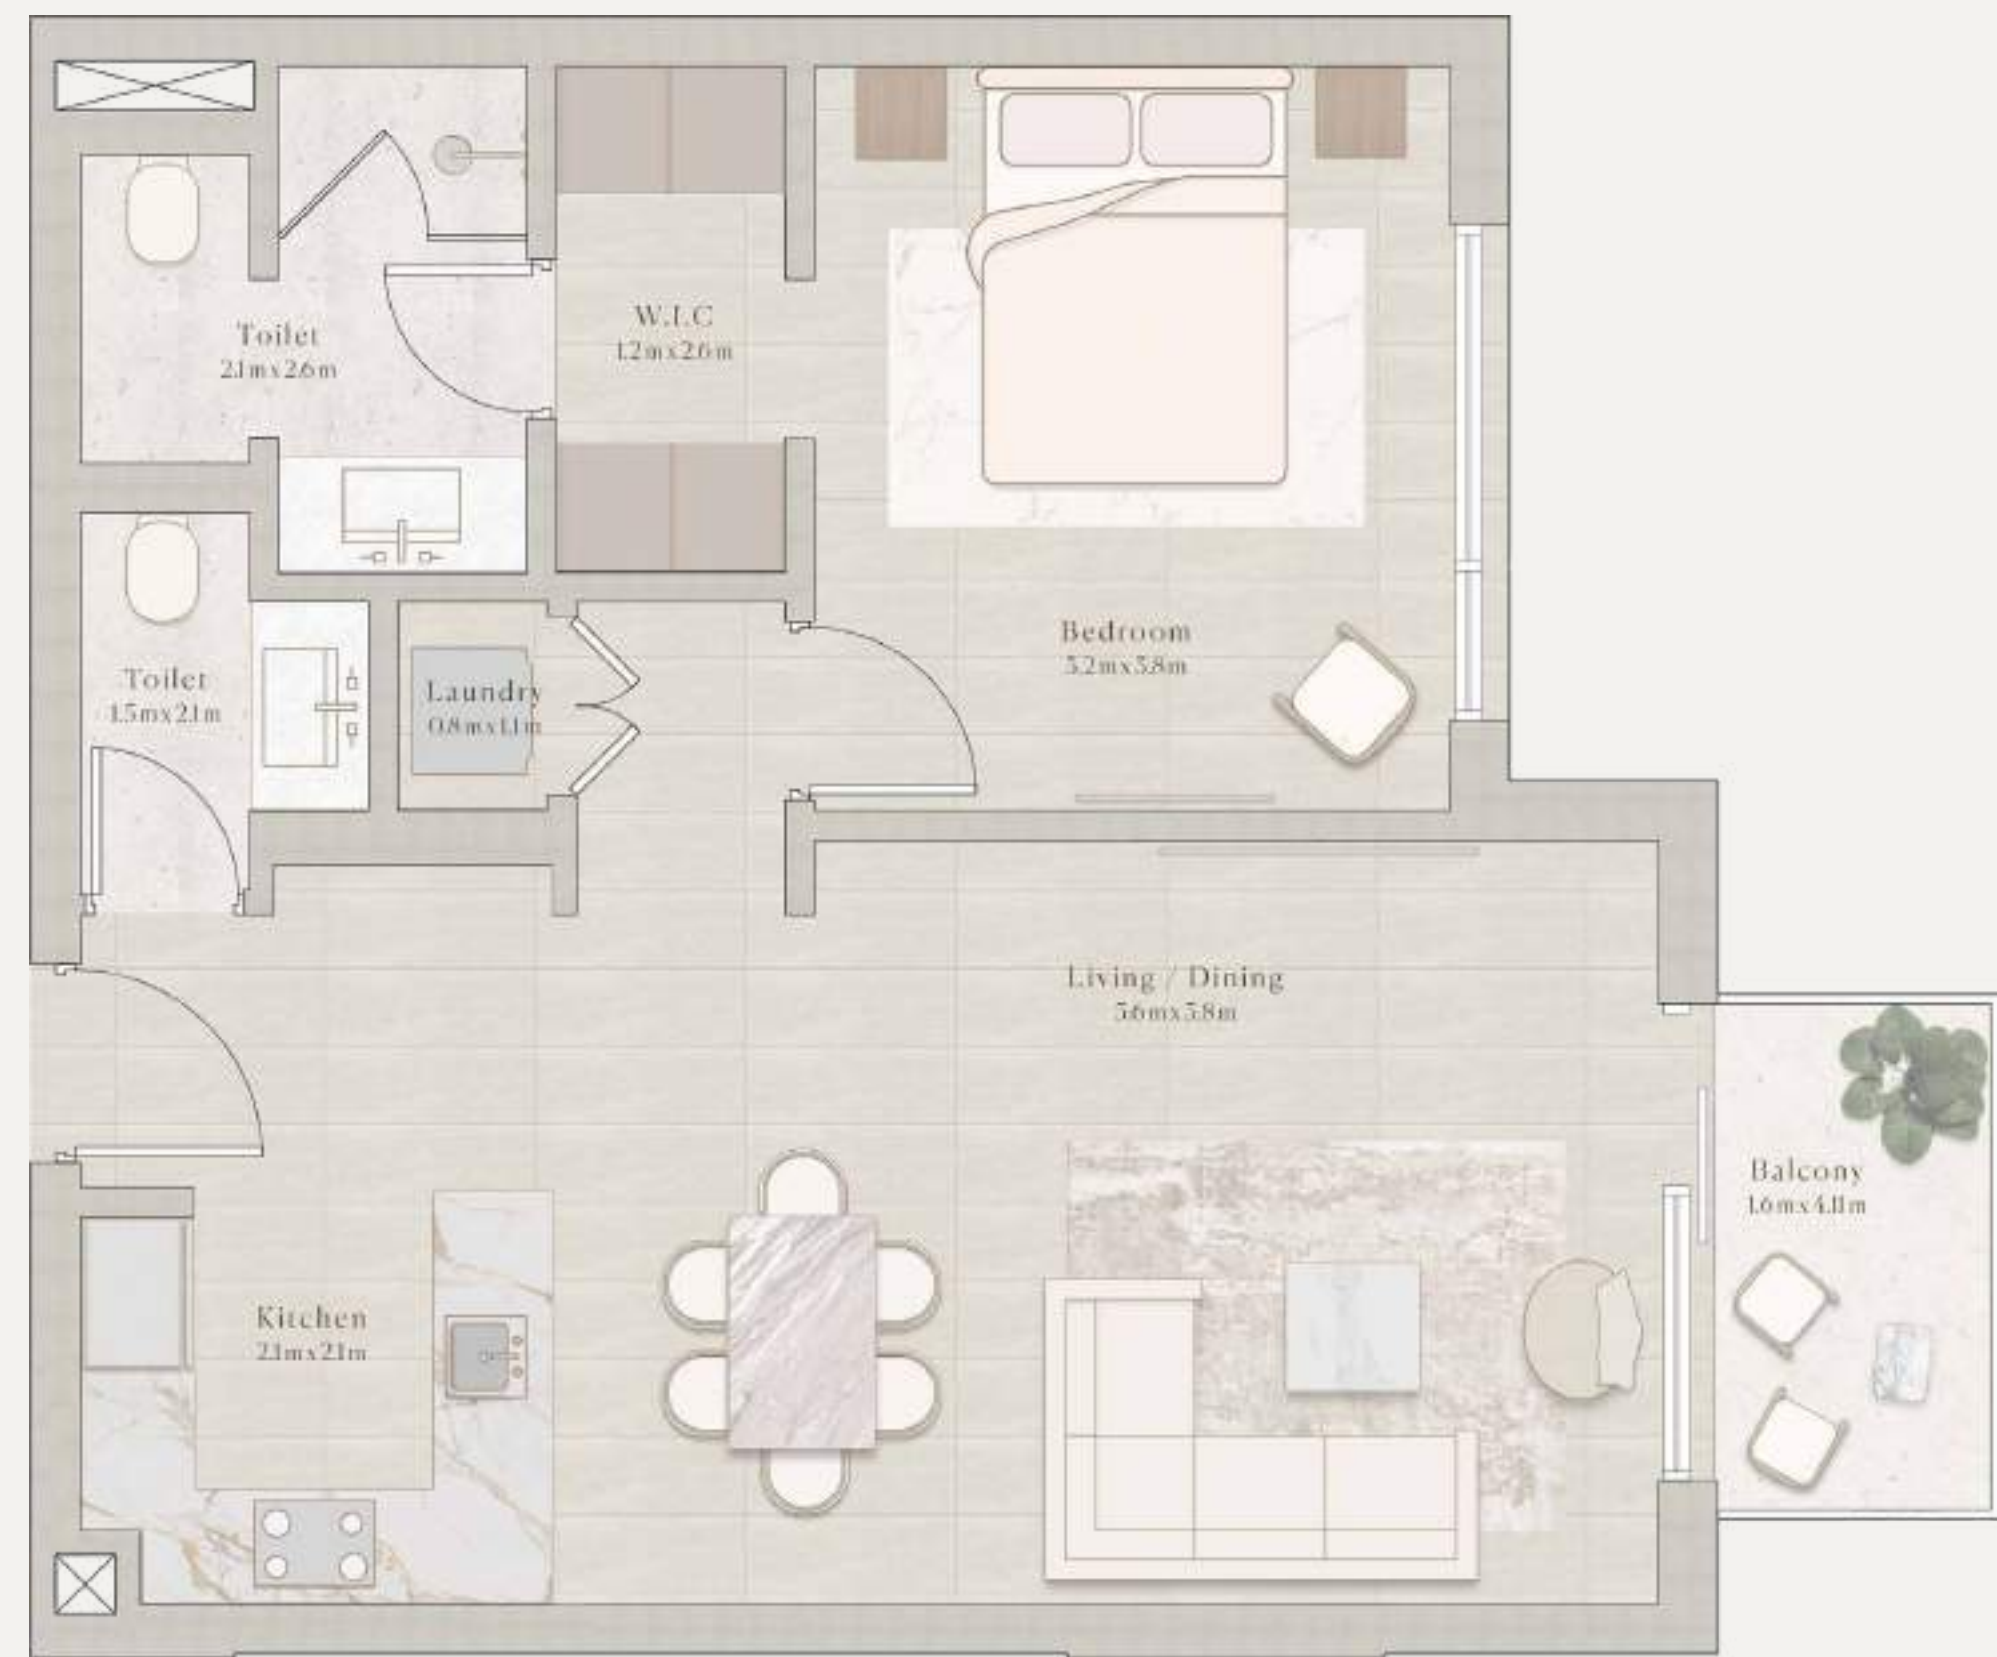 Toilet
2.1m x 2.6m
W.I.C
1.2m x 2.6m
Bedroom
3.2m x 3.8m
Toilet
1.5m x 2.1m
Laundry
0.8m x 1.1m
Living / Dining
5.6m x 3.8m
Balcony
1.6m x 4.11m
Kitchen
2.1m x 2.1m